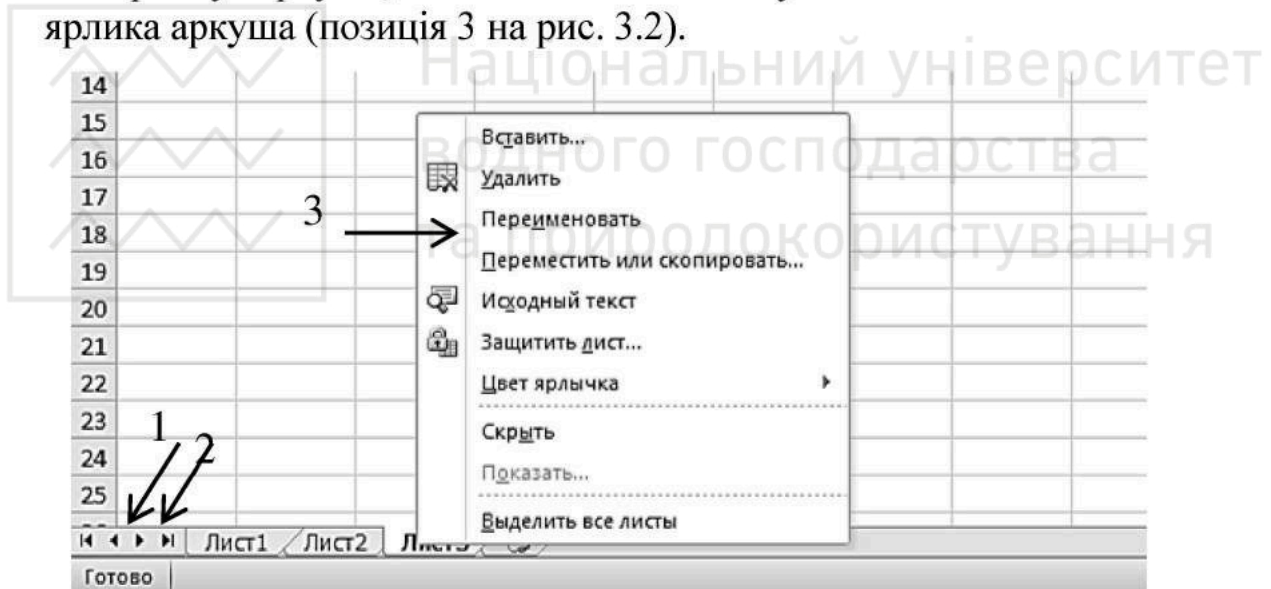 ярлика аркуша (позиція 3 на рис. 3.2).
Національний університет
водного господарства
та природокористування
14
15
16
17
18
19
20
21
22
23
24
25
3
1
2
Вставить...
Удалить
Переименовать
Переместить или скопировать...
Исходный текст
Защитить лист...
Цвет ярлычка
Скрыть
Показать...
Выделить все листы
Лист1 Лист2
Готово